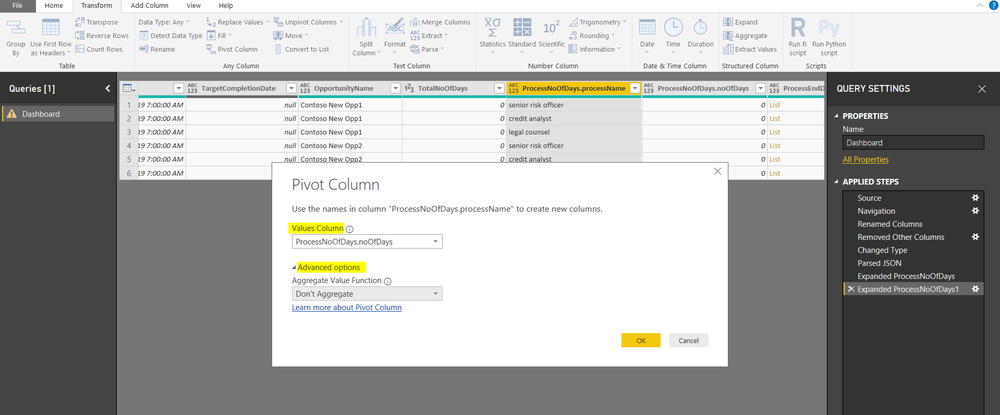 File Home Transform Add Column View Help
Group By
Use First Row as Headers
Transpose
Reverse Rows
Count Rows
Table
Data Type: Any
Detect Data Type
Rename
Replace Values
Fill
Pivot Column
Unpivot Columns
Move
Convert to List
Any Column
Split Column
Format
Merge Columns
Extract
Parse
Text Column
Statistics
Standard
Scientific
Trigonometry
Rounding
Information
Number Column
Date
Time
Duration
Date & Time Column
Expand
Aggregate
Extract Values
Structured Column
Run R script
Run Python script
Scripts
Queries [1]
Dashboard
TargetCompletionDate OpportunityName TotalNoOfDays ProcessNoOfDays.processName ProcessNoOfDays.noOfDays ProcessEndD
1 19 7:00:00 AM null Contoso New Opp1 0 senior risk officer 0 List
2 19 7:00:00 AM null Contoso New Opp1 0 credit analyst 0 List
3 19 7:00:00 AM null Contoso New Opp1 0 legal counsel 0 List
4 19 7:00:00 AM null Contoso New Opp2 0 senior risk officer 0 List
5 19 7:00:00 AM null Contoso New Opp2 0 credit analyst 0 List
6 19 7:00:00 AM 0 List
Pivot Column
Use the names in column "ProcessNoOfDays.processName" to create new columns.
Values Column
ProcessNoOfDays.noOfDays
Advanced options
Aggregate Value Function
Don't Aggregate
Learn more about Pivot Column
OK Cancel
QUERY SETTINGS
PROPERTIES
Name
Dashboard
All Properties
APPLIED STEPS
Source
Navigation
Renamed Columns
Removed Other Columns
Changed Type
Parsed JSON
Expanded ProcessNoOfDays
Expanded ProcessNoOfDays1